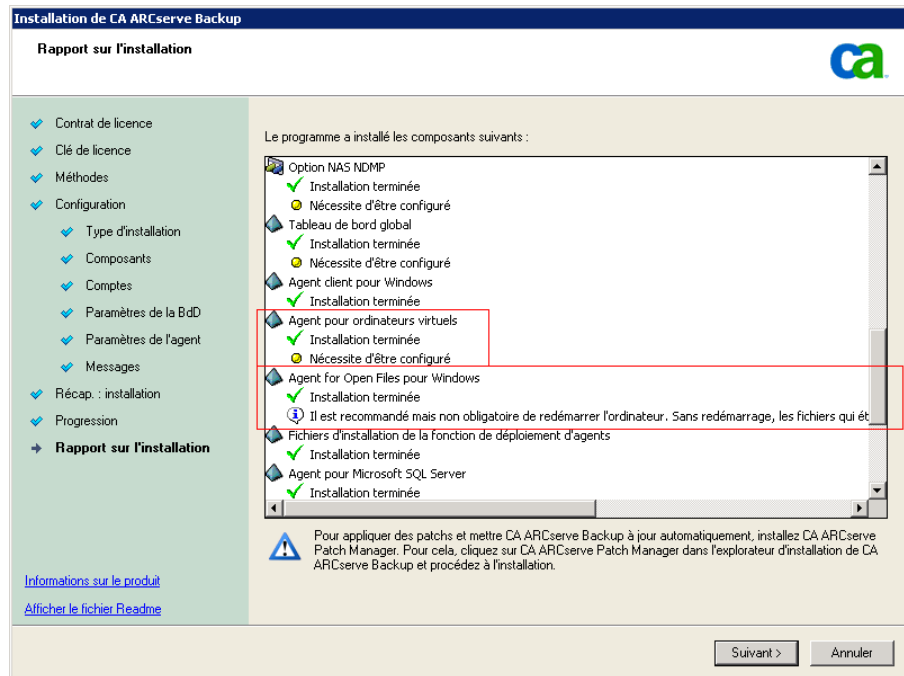 Installation de CA ARCserve Backup
Rapport sur l'installation
ca
Contrat de licence
Clé de licence
Méthodes
Configuration
Type d'installation
Composants
Comptes
Paramètres de la BdD
Paramètres de l'agent
Messages
Récap. : installation
Progression
Rapport sur l'installation
Informations sur le produit
Afficher le fichier Readme
Le programme a installé les composants suivants :
Option NAS NDMP
Installation terminée
Nécessite d'être configuré
Tableau de bord global
Installation terminée
Nécessite d'être configuré
Agent client pour Windows
Installation terminée
Agent pour ordinateurs virtuels
Installation terminée
Nécessite d'être configuré
Agent for Open Files pour Windows
Installation terminée
Il est recommandé mais non obligatoire de redémarrer l'ordinateur. Sans redémarrage, les fichiers qui ét
Fichiers d'installation de la fonction de déploiement d'agents
Installation terminée
Agent pour Microsoft SQL Server
Installation terminée
Pour appliquer des patchs et mettre CA ARCserve Backup à jour automatiquement, installez CA ARCserve
Patch Manager. Pour cela, cliquez sur CA ARCserve Patch Manager dans l'explorateur d'installation de CA
ARCserve Backup et procédez à l'installation.
Suivant >
Annuler